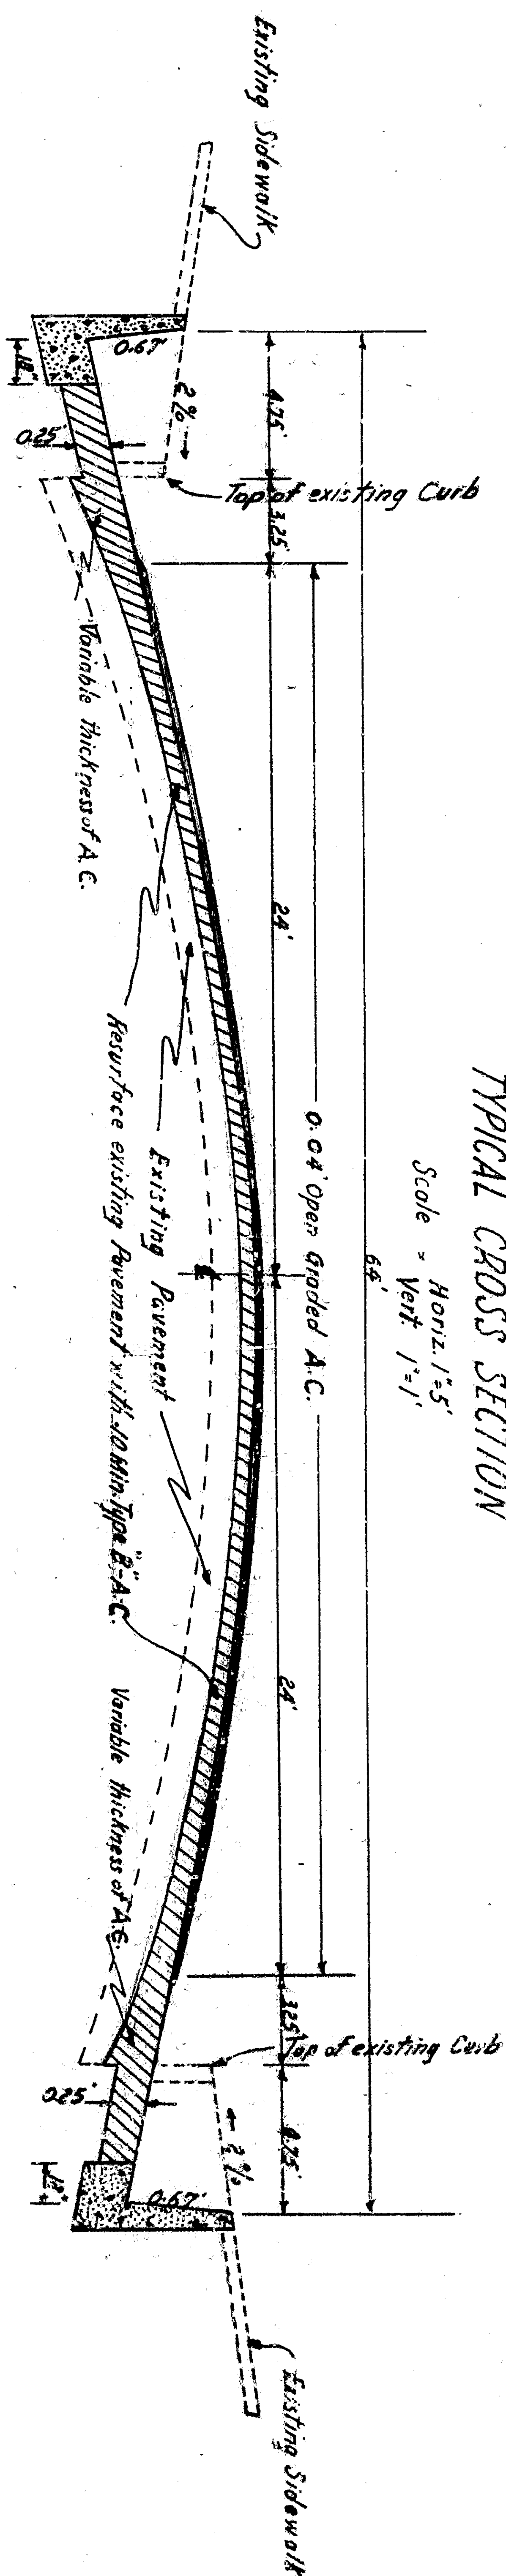 TYPICAL CROSS SECTION
Scale = Horiz. 1"=5'
Vert. 1"=1'
64'
0.04' Open Graded A.C.
4.75'
3.25'
24'
24'
3.25'
4.75'
Existing Sidewalk
Top of existing Curb
Top of existing Curb
Existing Sidewalk
0.67'
2%
2%
0.67'
18"
0.25'
0.25'
18"
Existing Pavement
Variable thickness of A.C.
Resurface existing Pavement with .10 Min. Type "B"-A.C.
Variable thickness of A.C.